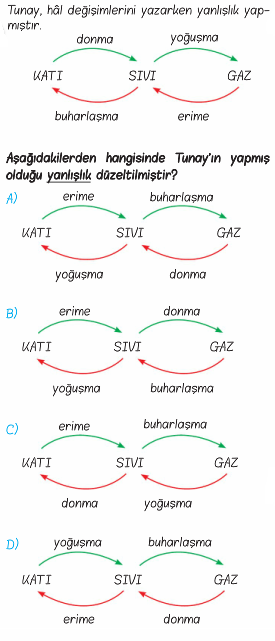 Tunay, hâl değişimlerini yazarken yanlışlık yap-
mıştır.
donma yoğuşma
KATI SIVI GAZ
buharlaşma erime
Aşağıdakilerden hangisinde Tunay'ın yapmış
olduğu yanlışlık düzeltilmiştir?
A) erime buharlaşma
KATI SIVI GAZ
yoğuşma donma
B) erime donma
KATI SIVI GAZ
yoğuşma buharlaşma
C) erime buharlaşma
KATI SIVI GAZ
donma yoğuşma
D) yoğuşma buharlaşma
KATI SIVI GAZ
erime donma